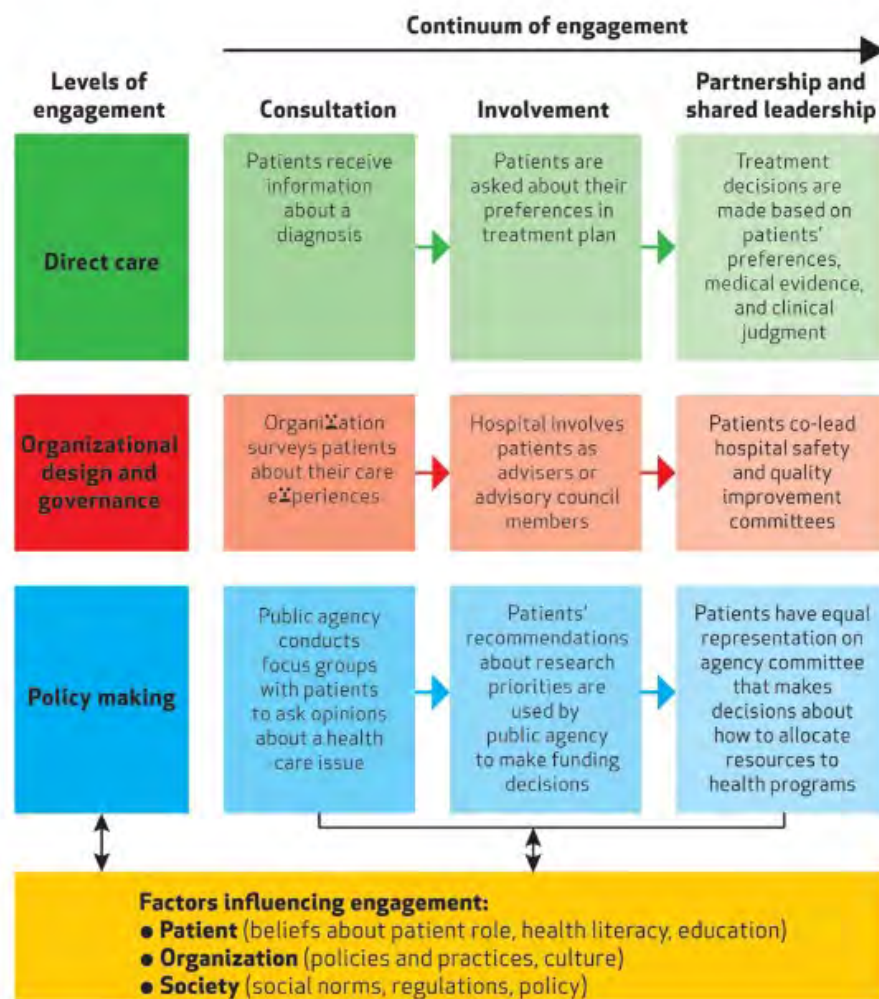 Continuum of engagement
Levels of
engagement
Consultation
Involvement
Partnership and
shared leadership
Direct care
Patients receive
information
about a
diagnosis
Patients are
asked about their
preferences in
treatment plan
Treatment
decisions are
made based on
patients'
preferences,
medical evidence,
and clinical
judgment
Organizational
design and
governance
surveys patients
about their care
Hospital involves
patients as
advisers or
advisory council
members
Patients co-lead
hospital safety
and quality
improvement
committees
Policy making
Public agency
conducts
focus groups
with patients
to ask opinions
about a health
care issue
Patients'
recommendations
about research
priorities are
used by
public agency
to make funding
decisions
Patients have equal
representation on
agency committee
that makes
decisions about
how to allocate
resources to
health programs
Factors influencing engagement:
● Patient (beliefs about patient role, health literacy, education)
● Organization (policies and practices, culture)
● Society (social norms, regulations, policy)